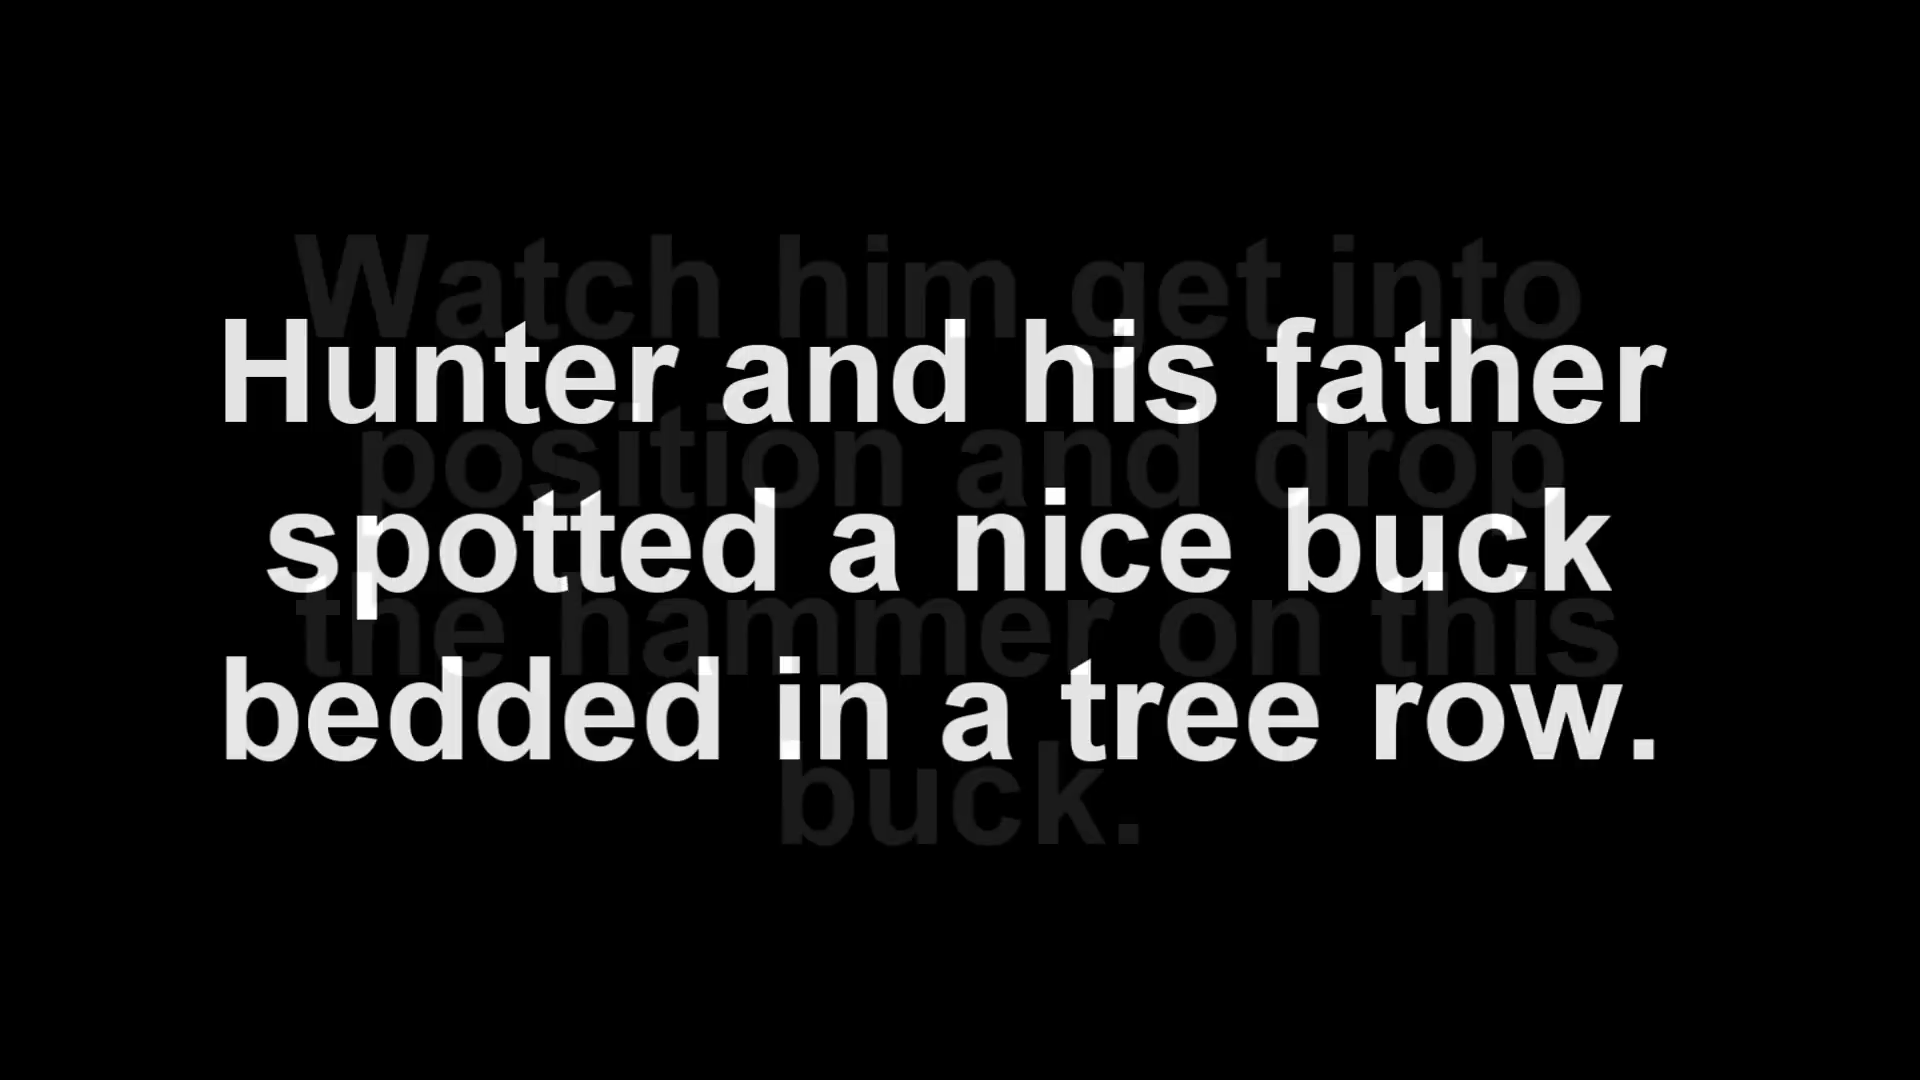 Hunter and his father
spotted a nice buck
bedded in a tree row.
Watch him get into
position and drop
the hammer on this
buck.